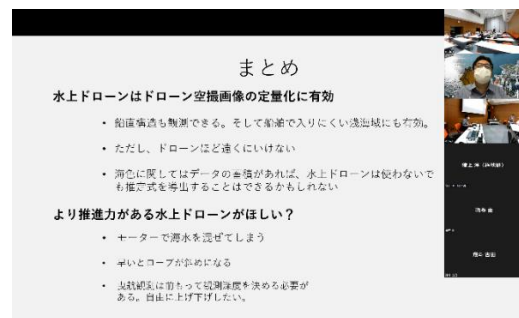 まとめ
水上ドローンはドローン空撮画像の定量化に有効
• 鉛直構造も観測できる。そして船舶で入りにくい浅海域にも有効。
• ただし、ドローンほど遠くにいけない
• 海色に関してはデータの蓄積があれば、水上ドローンは使わないで
も推定式を導出することはできるかもしれない
より推進力がある水上ドローンがほしい？
• モーターで海水を混ぜてしまう
• 早いとロープが斜めになる
• 曳航観測は前もって観測深度を決める必要が
ある。自由に上げ下げしたい。